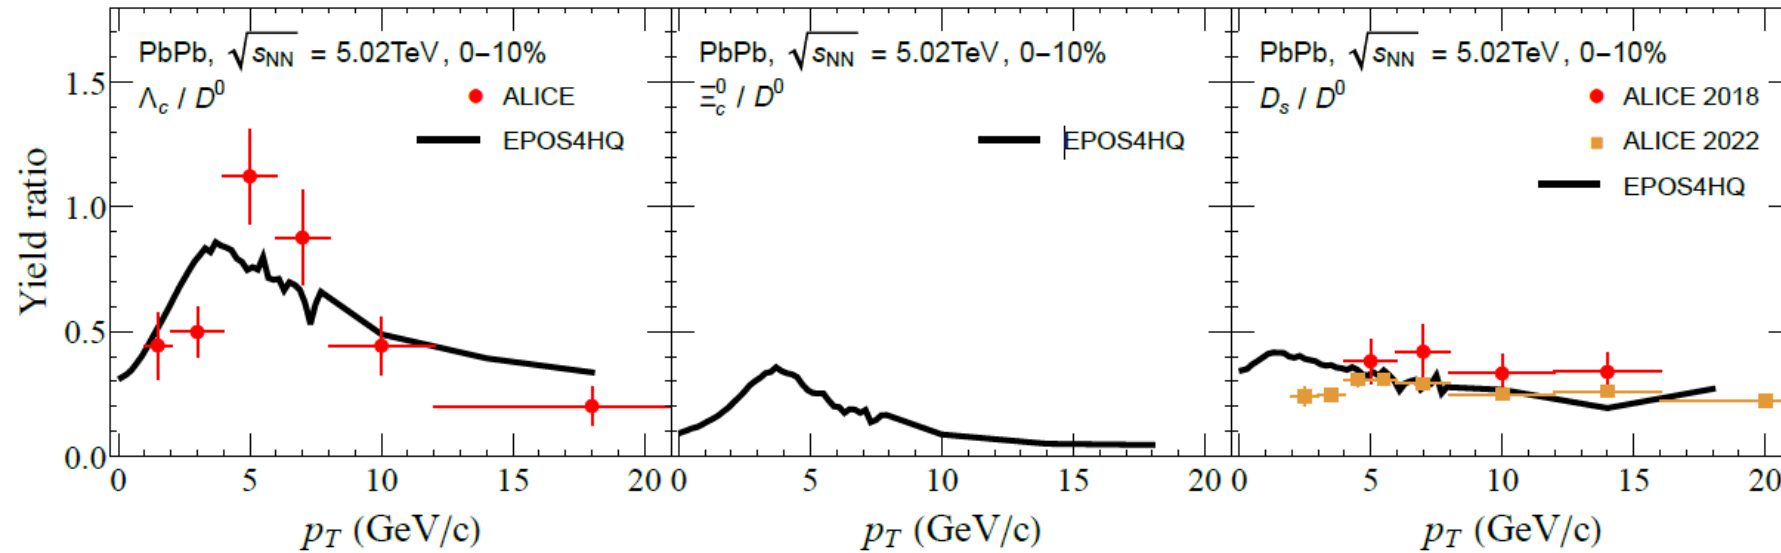 PbPb, √sNN = 5.02TeV, 0–10%
Λc / D0
ALICE
EPOS4HQ
PbPb, √sNN = 5.02TeV, 0–10%
Ξc0 / D0
EPOS4HQ
PbPb, √sNN = 5.02TeV, 0–10%
Ds / D0
ALICE 2018
ALICE 2022
EPOS4HQ
Yield ratio
1.5
1.0
0.5
0.0
0 5 10 15 20
0 5 10 15 20
0 5 10 15 20
pT (GeV/c)
pT (GeV/c)
pT (GeV/c)